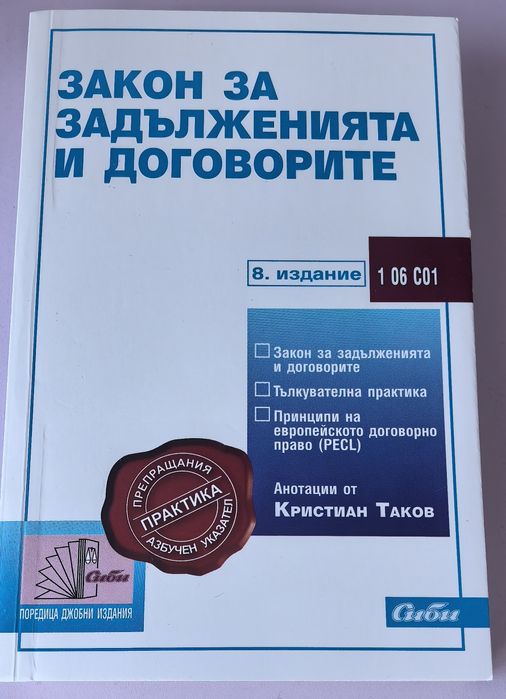 ЗАКОН ЗА
ЗАДЪЛЖЕНИЯТА
И ДОГОВОРИТЕ
8. издание
1 06 C01
Закон за задълженията
и договорите
Тълкувателна практика
Принципи на
европейското договорно
право (PECL)
Анотации от
КРИСТИАН ТАКОВ
ПРЕПРАЩАНИЯ
ПРАКТИКА
АЗБУЧЕН УКАЗАТЕЛ
Сиби
ПОРЕДИЦА ДЖОБНИ ИЗДАНИЯ
Сиби